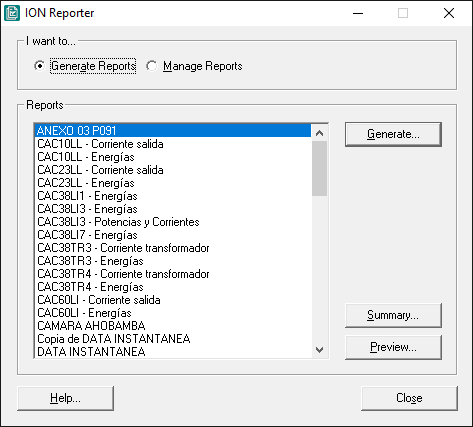 ION Reporter
I want to...
Generate Reports
Manage Reports
Reports
ANEXO 03 P091
CAC10LL - Corriente salida
CAC10LL - Energías
CAC23LL - Corriente salida
CAC23LL - Energías
CAC38LI1 - Energías
CAC38LI3 - Energías
CAC38LI3 - Potencias y Corrientes
CAC38LI7 - Energías
CAC38TR3 - Corriente transformador
CAC38TR3 - Energías
CAC38TR4 - Corriente transformador
CAC38TR4 - Energías
CAC60LI - Corriente salida
CAC60LI - Energías
CAMARA AHOBAMBA
Copia de DATA INSTANTANEA
DATA INSTANTANEA
Generate...
Summary...
Preview...
Help...
Close